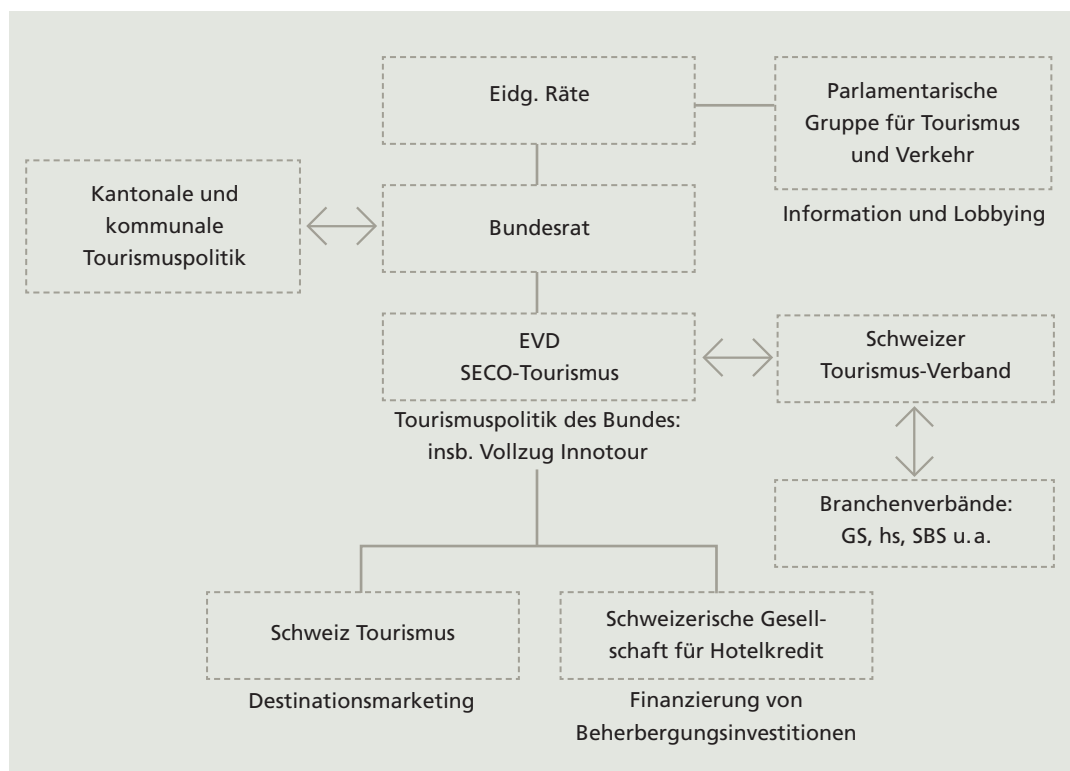 Eidg. Räte
Parlamentarische
Gruppe für Tourismus
und Verkehr
Information und Lobbying
Kantonale und
kommunale
Tourismuspolitik
Bundesrat
EVD
SECO-Tourismus
Tourismuspolitik des Bundes:
insb. Vollzug Innotour
Schweizer
Tourismus-Verband
Branchenverbände:
GS, hs, SBS u. a.
Schweiz Tourismus
Destinationsmarketing
Schweizerische Gesell-
schaft für Hotelkredit
Finanzierung von
Beherbergungsinvestitionen